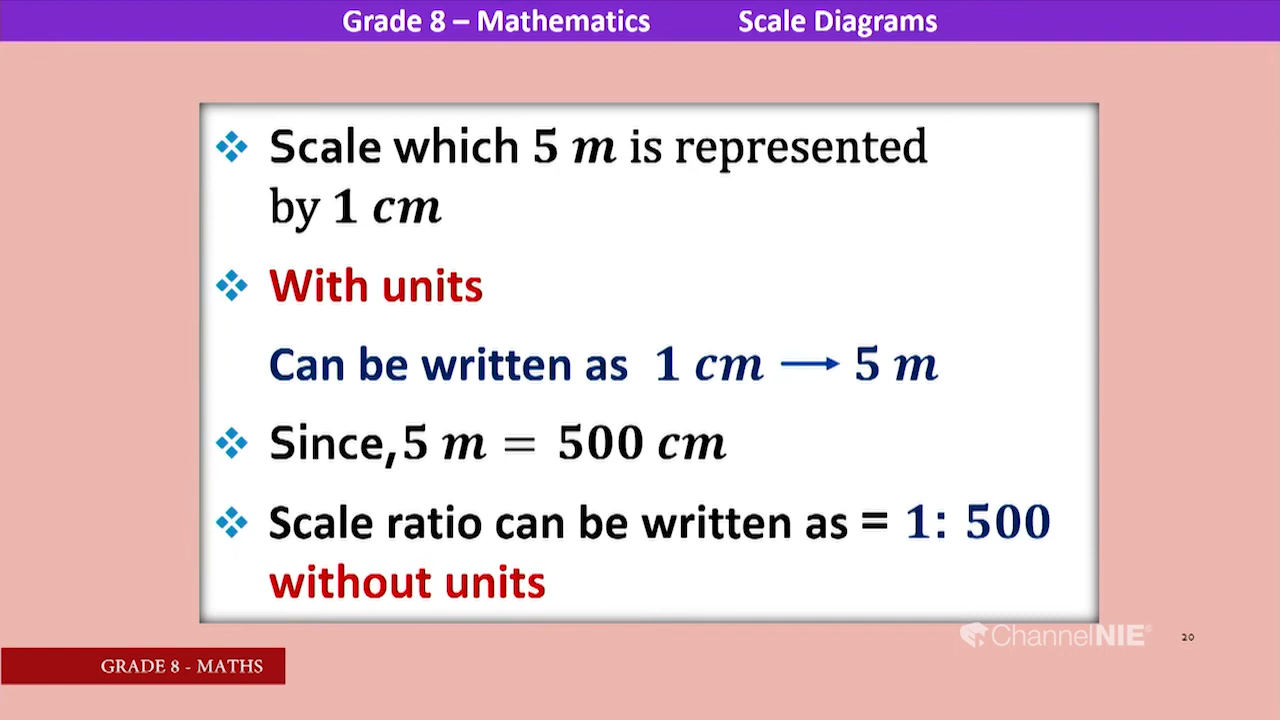 Grade 8 – Mathematics Scale Diagrams
Scale which 5 m is represented
by 1 cm
With units
Can be written as 1 cm → 5 m
Since,5 m = 500 cm
Scale ratio can be written as = 1: 500
without units
ChannelNIE
20
GRADE 8 - MATHS